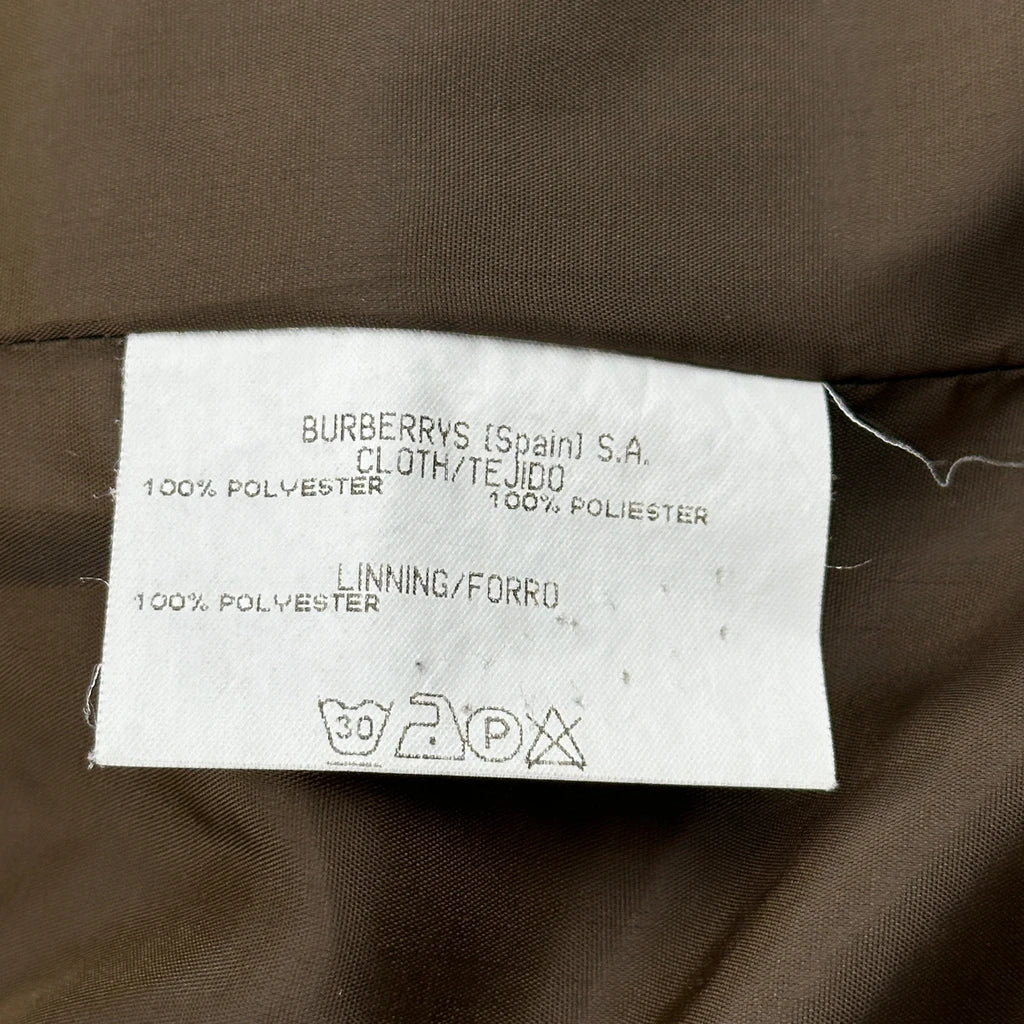 BURBERRYS (Spain) S.A.
CLOTH/TEJIDO
100% POLYESTER 100% POLIESTER
LINNING/FORRO
100% POLYESTER
30 P